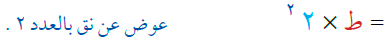 = ط × ٢ ٢ عوض عن نق بالعدد ٢ .